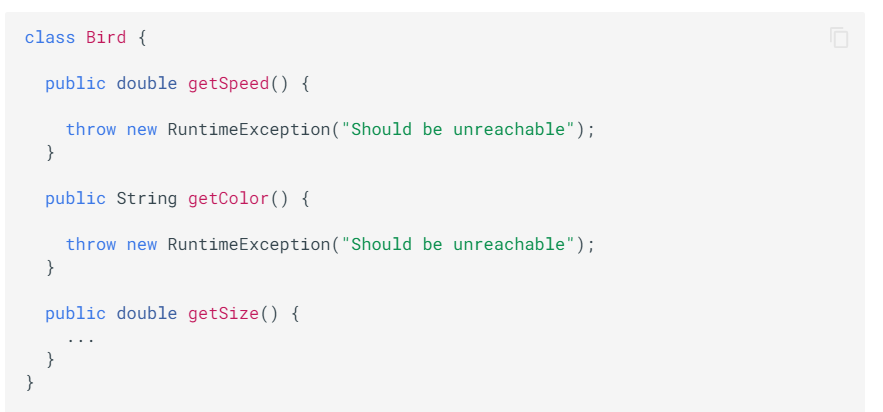 class Bird {
public double getSpeed() {
throw new RuntimeException("Should be unreachable");
}
public String getColor() {
throw new RuntimeException("Should be unreachable");
}
public double getSize() {
...
}
}